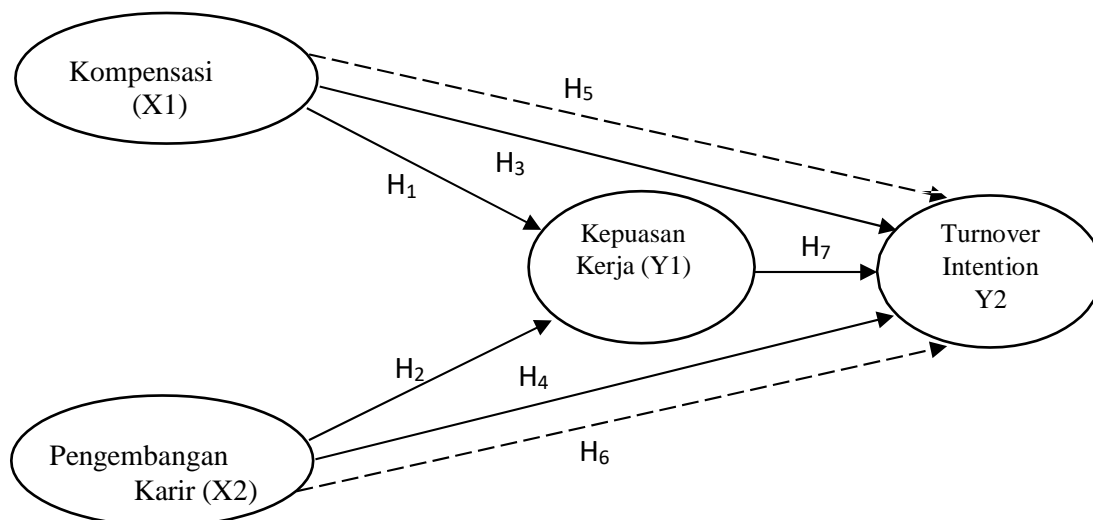 Kompensasi
(X1)
H₅
H₃
H₁
Kepuasan
Kerja (Y1)
H₇
Turnover
Intention
Y2
H₂
H₄
Pengembangan
Karir (X2)
H₆